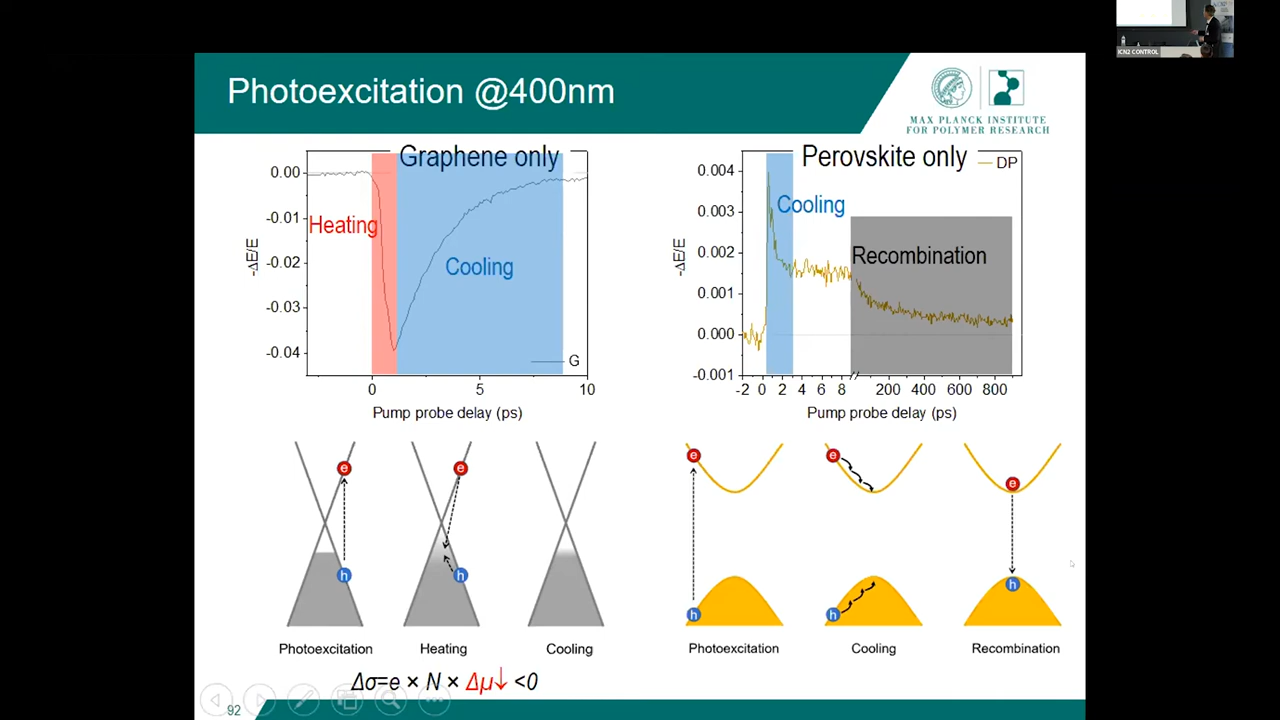 ICN2 CONTROL
Photoexcitation @400nm
MAX PLANCK INSTITUTE
FOR POLYMER RESEARCH
Graphene only
0.00
-0.01
-0.02
-0.03
-0.04
-ΔE/E
Heating
Cooling
G
0
5
10
Pump probe delay (ps)
Perovskite only
DP
0.004
0.003
0.002
0.001
0.000
-0.001
-ΔE/E
Cooling
Recombination
-2 0 2 4 6 8 200 400 600 800
Pump probe delay (ps)
e
h
Photoexcitation
e
h
Heating
Cooling
e
h
Photoexcitation
e
h
Cooling
e
h
Recombination
Δσ=e × N × Δμ↓ <0
92